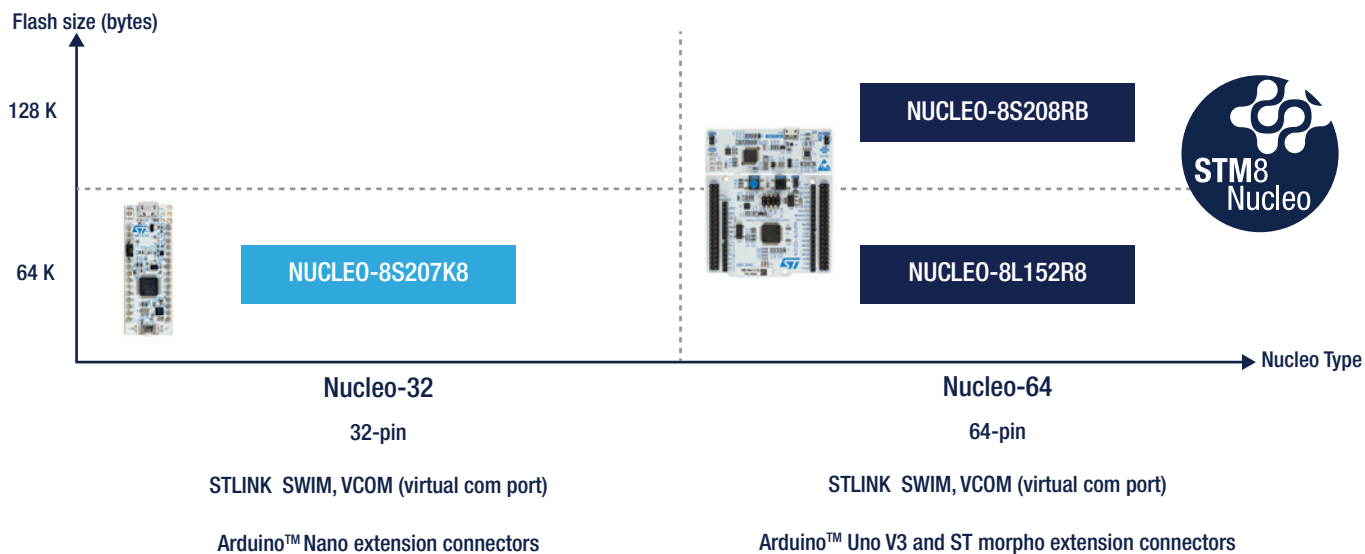 Flash size (bytes)
128 K
NUCLEO-8S208RB
STM8
Nucleo
64 K
NUCLEO-8S207K8
NUCLEO-8L152R8
Nucleo Type
Nucleo-32
Nucleo-64
32-pin
64-pin
STLINK SWIM, VCOM (virtual com port)
STLINK SWIM, VCOM (virtual com port)
Arduino™ Nano extension connectors
Arduino™ Uno V3 and ST morpho extension connectors